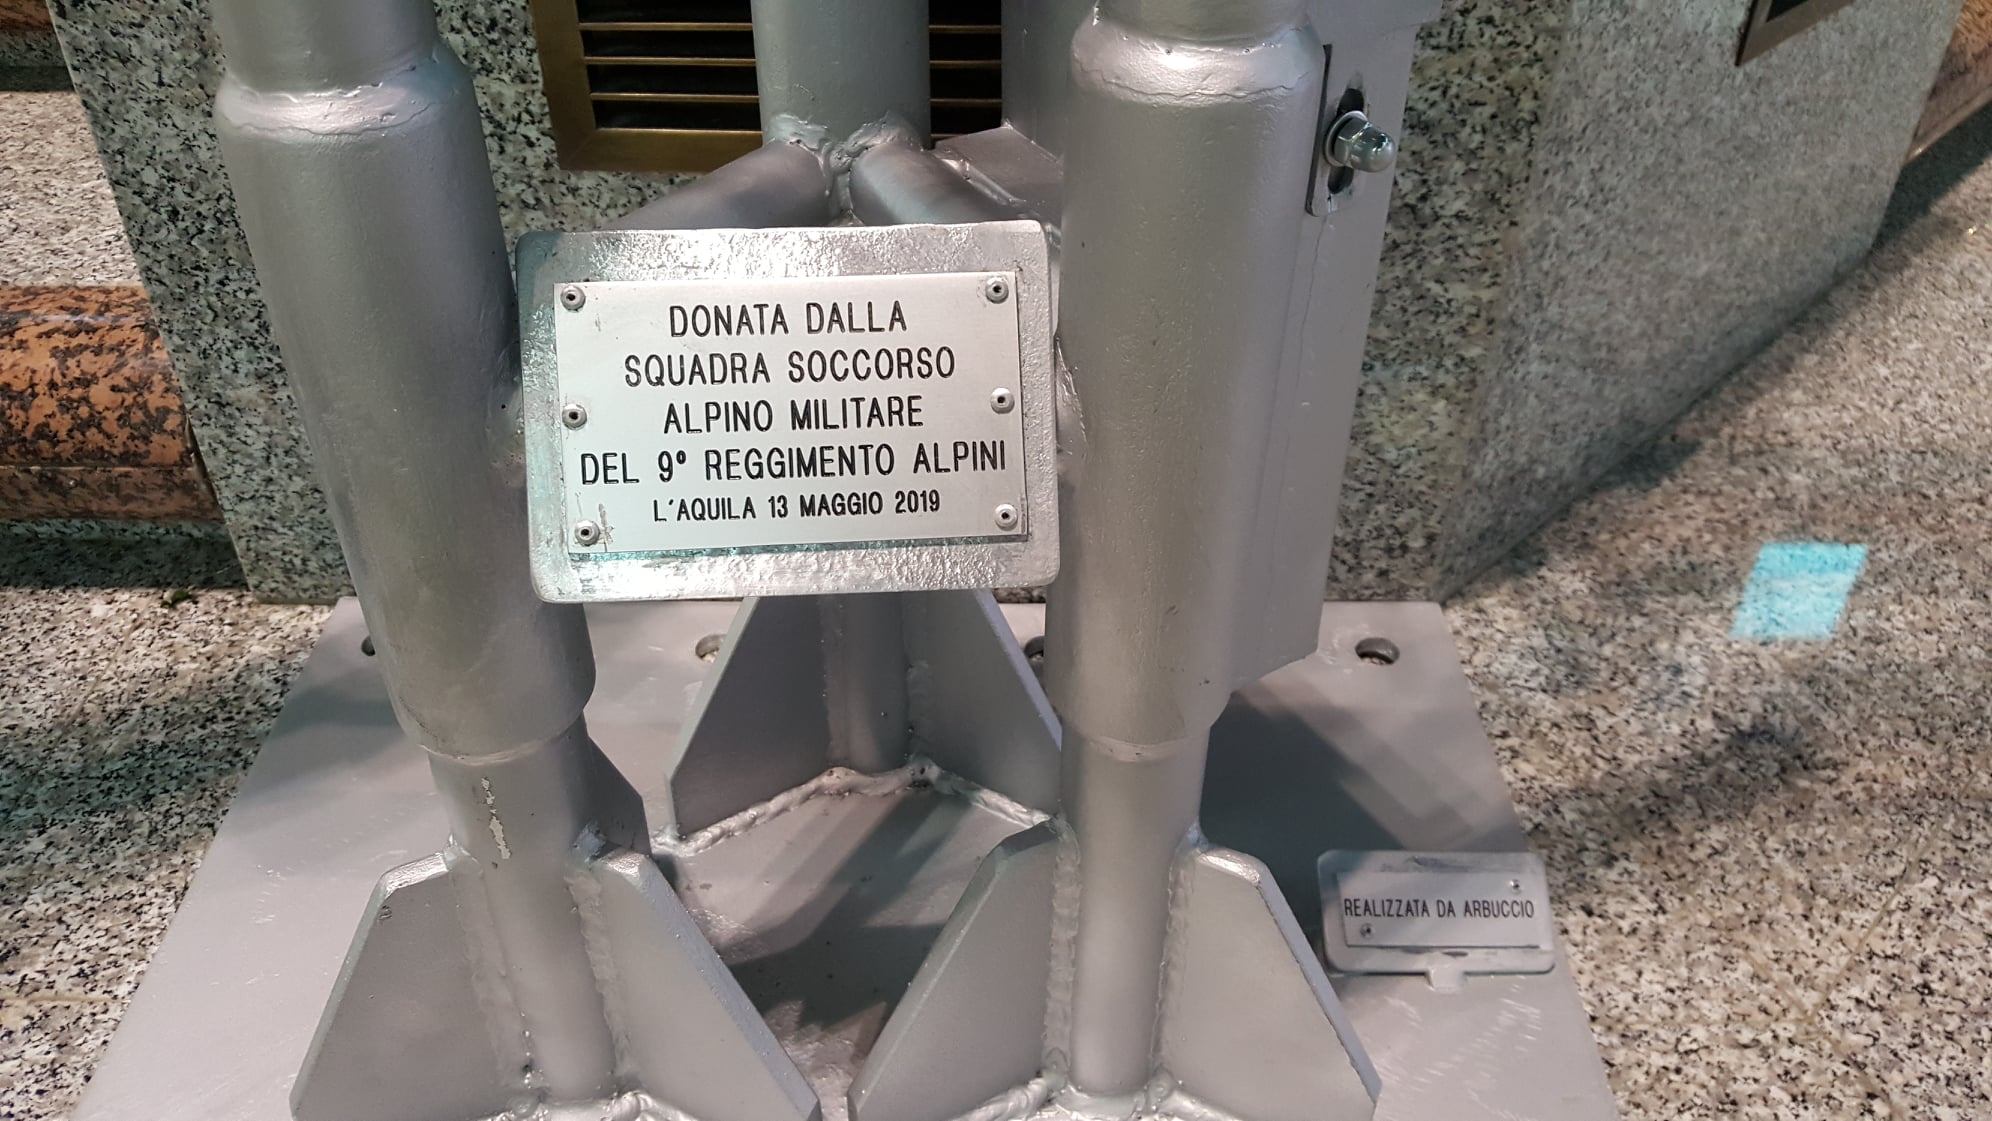 DONATA DALLA
SQUADRA SOCCORSO
ALPINO MILITARE
DEL 9° REGGIMENTO ALPINI
L'AQUILA 13 MAGGIO 2019
REALIZZATA DA ARBUCCIO